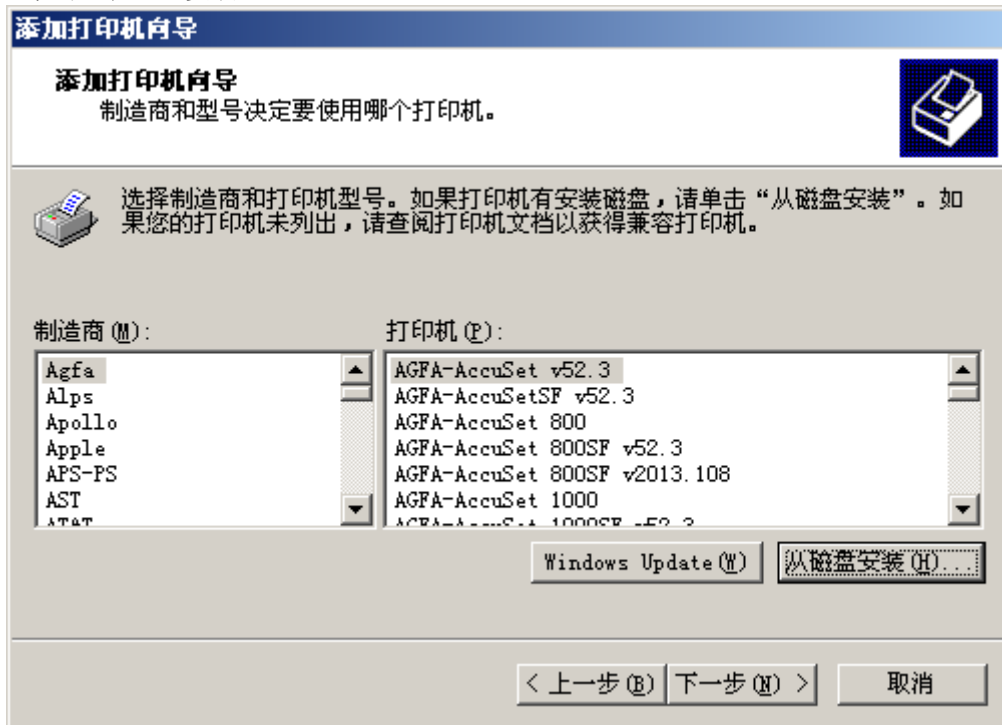 添加打印机向导
添加打印机向导
制造商和型号决定要使用哪个打印机。
选择制造商和打印机型号。如果打印机有安装磁盘，请单击“从磁盘安装”。如
果您的打印机未列出，请查阅打印机文档以获得兼容打印机。
制造商(M):
打印机(P):
Agfa
Alps
Apollo
Apple
APS-PS
AST
AT&T
AGFA-AccuSet v52.3
AGFA-AccuSetSF v52.3
AGFA-AccuSet 800
AGFA-AccuSet 800SF v52.3
AGFA-AccuSet 800SF v2013.108
AGFA-AccuSet 1000
AGFA-AccuSet 1000SF v52.3
Windows Update(W)
从磁盘安装(H)...
< 上一步(B)
下一步(N) >
取消